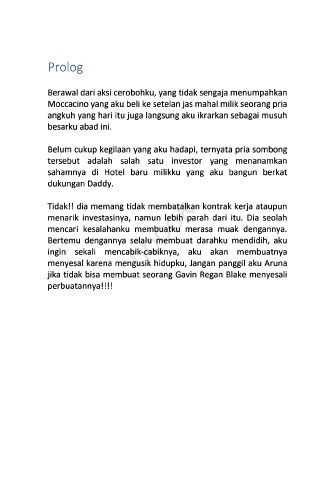 Prolog
Berawal dari aksi cerobohku, yang tidak sengaja menumpahkan
Moccacino yang aku beli ke setelan jas mahal milik seorang pria
angkuh yang hari itu juga langsung aku ikrarkan sebagai musuh
besarku abad ini.
Belum cukup kegilaan yang aku hadapi, ternyata pria sombong
tersebut adalah salah satu investor yang menanamkan
sahamnya di Hotel baru milikku yang aku bangun berkat
dukungan Daddy.
Tidak!! dia memang tidak membatalkan kontrak kerja ataupun
menarik investasinya, namun lebih parah dari itu. Dia seolah
mencari kesalahanku membuatku merasa muak dengannya.
Bertemu dengannya selalu membuat darahku mendidih, aku
ingin sekali mencabik-cabiknya, aku akan membuatnya
menyesal karena mengusik hidupku, Jangan panggil aku Aruna
jika tidak bisa membuat seorang Gavin Regan Blake menyesali
perbuatannya!!!!